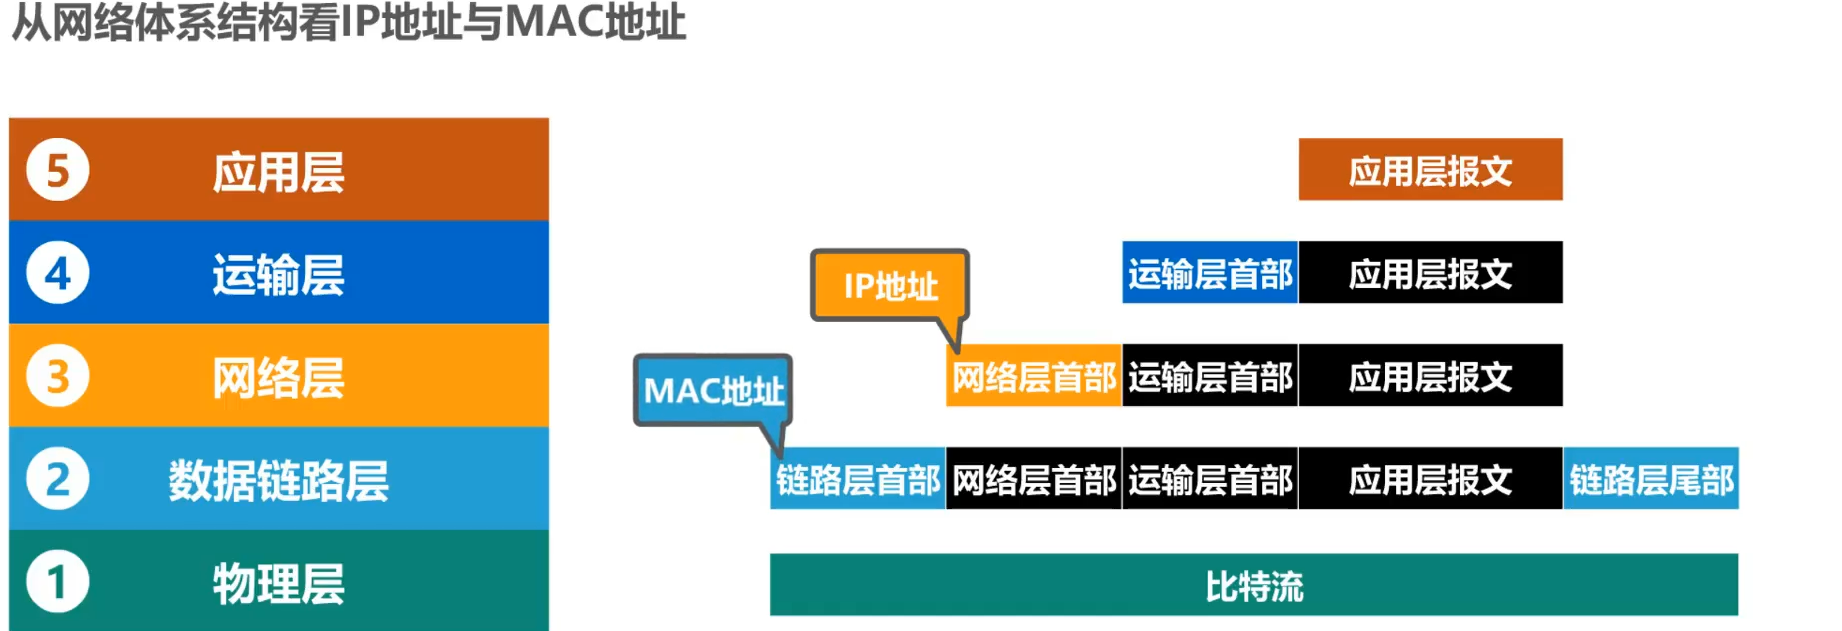 从网络体系结构看IP地址与MAC地址
5 应用层 应用层报文
4 运输层 运输层首部 应用层报文
IP地址
3 网络层 网络层首部 运输层首部 应用层报文
MAC地址
2 数据链路层 链路层首部 网络层首部 运输层首部 应用层报文 链路层尾部
1 物理层 比特流